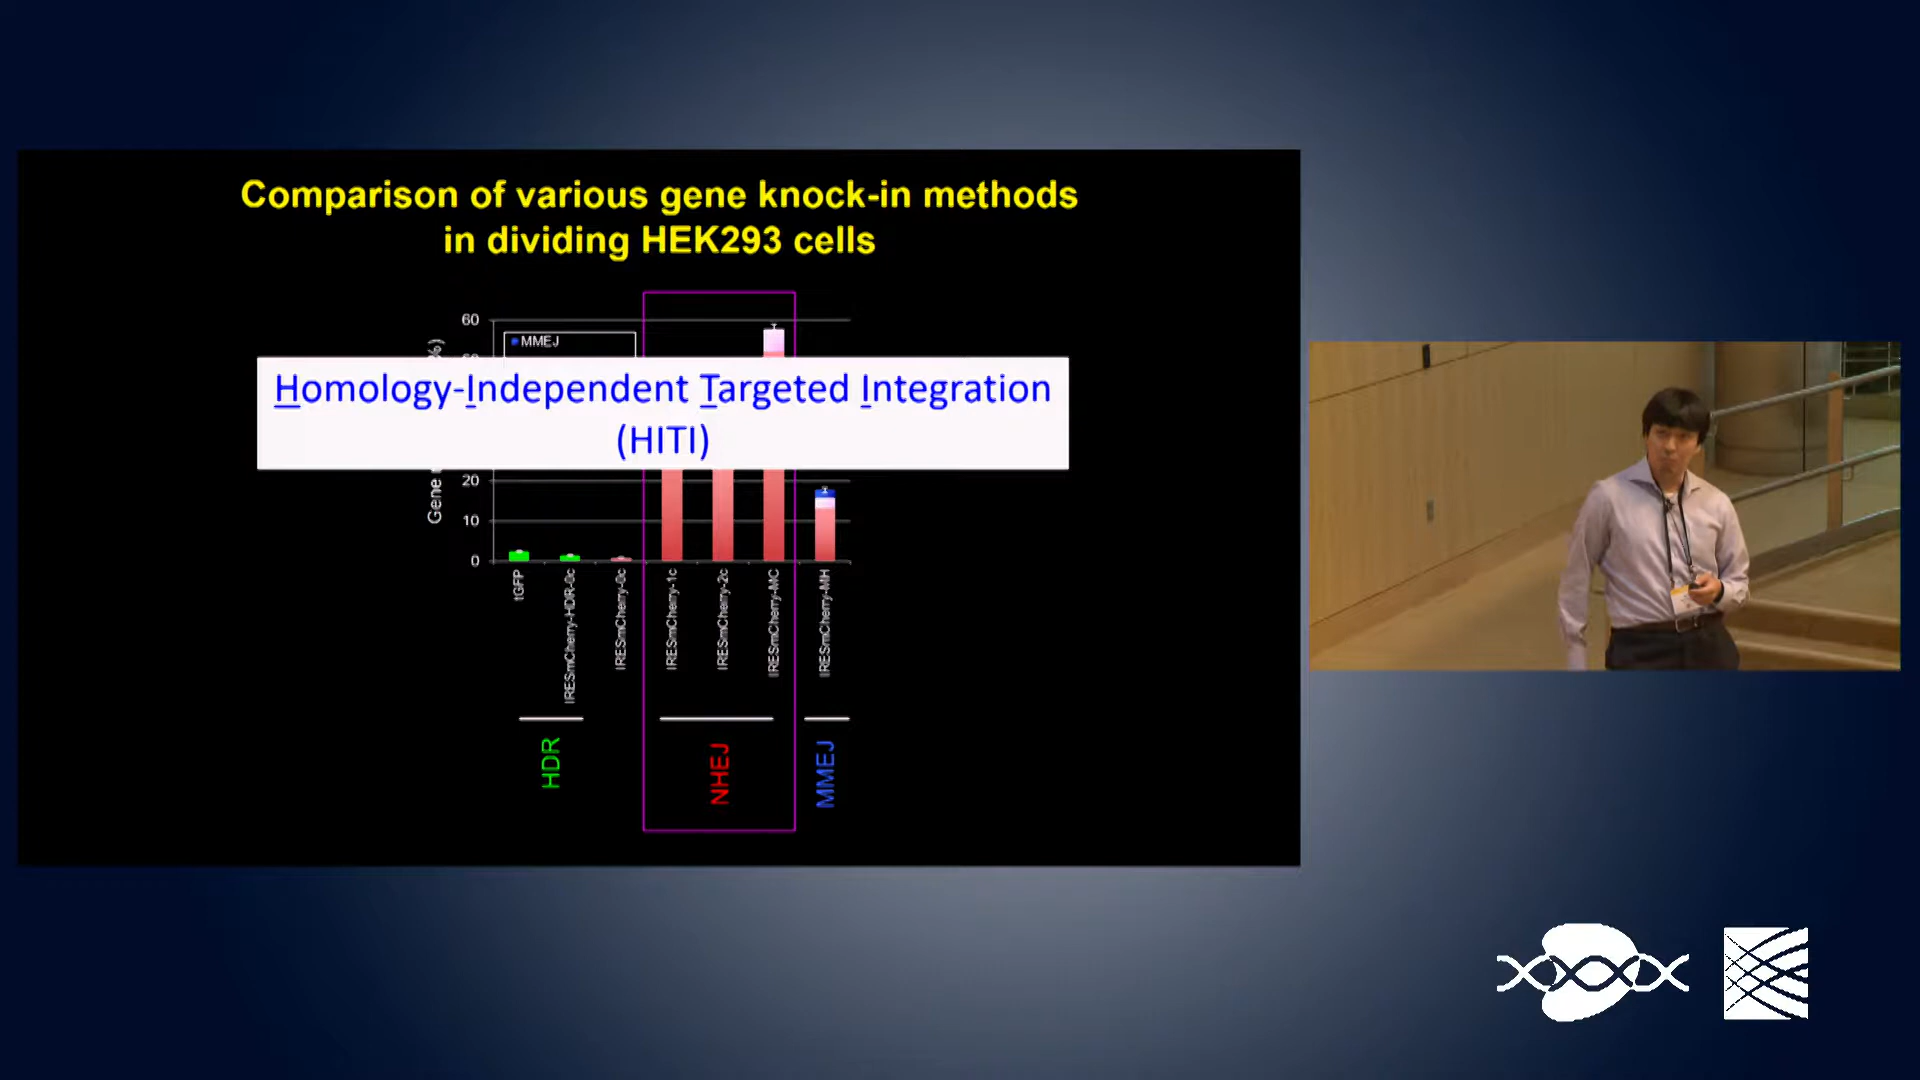 Comparison of various gene knock-in methods
in dividing HEK293 cells
60
MMEJ
Homology-Independent Targeted Integration
(HITI)
Gene
%)
20
10
0
tGFP
IRESmCherry-HDR-0c
IRESmCherry-0c
IRESmCherry-1c
IRESmCherry-2c
IRESmCherry-MC
IRESmCherry-MH
HDR
NHEJ
MMEJ